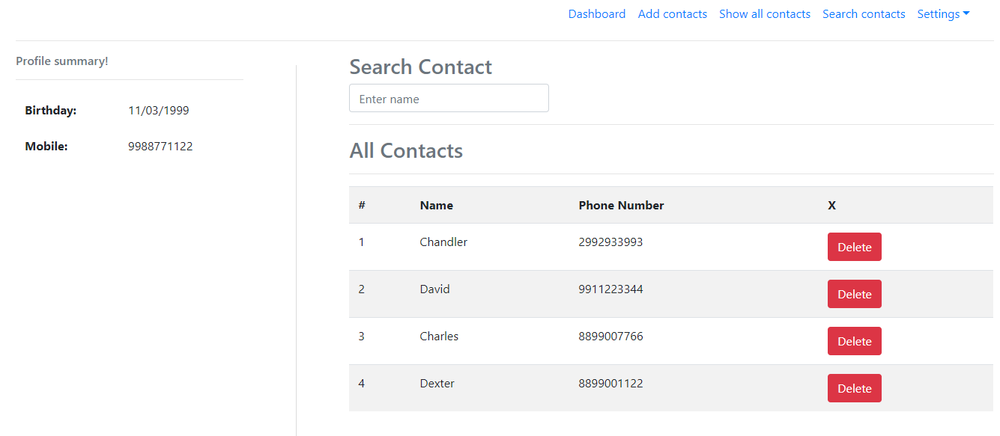 Dashboard Add contacts Show all contacts Search contacts Settings
Profile summary!
Birthday: 11/03/1999
Mobile: 9988771122
Search Contact
Enter name
All Contacts
# Name Phone Number X
1 Chandler 2992933993 Delete
2 David 9911223344 Delete
3 Charles 8899007766 Delete
4 Dexter 8899001122 Delete